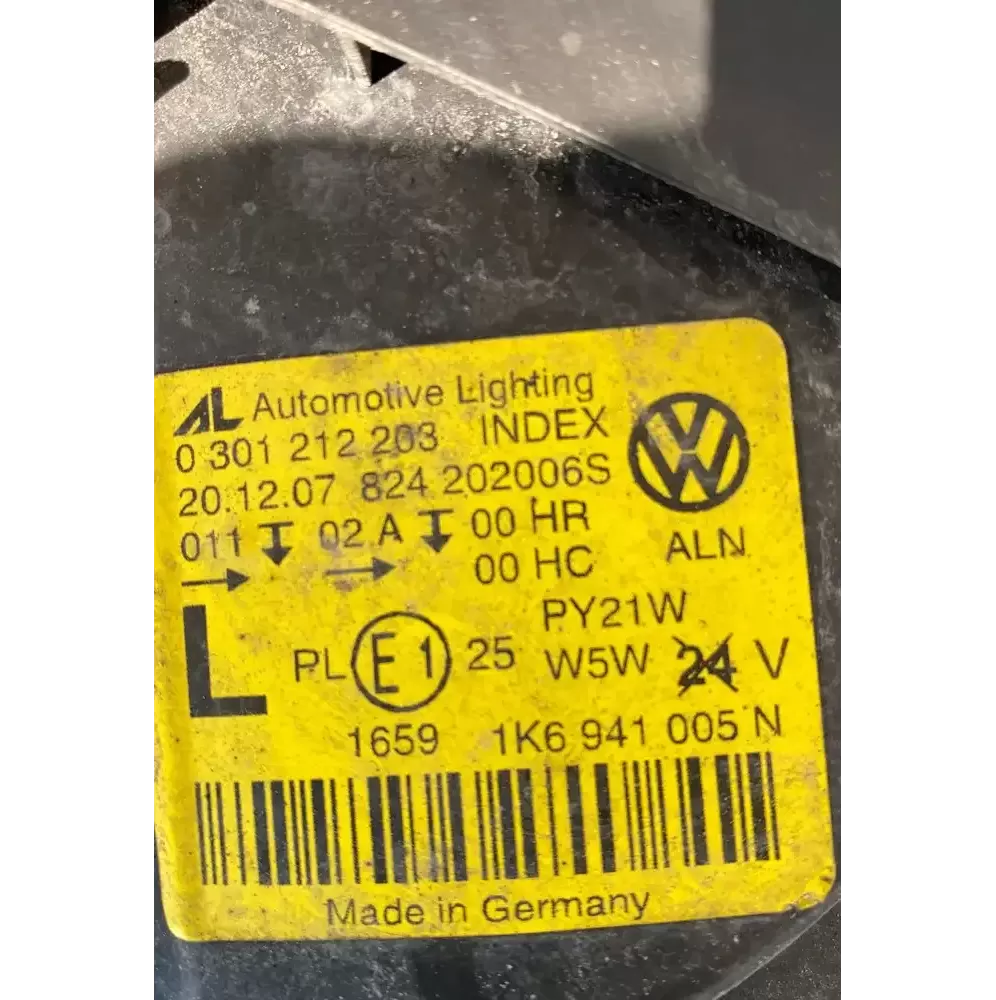 AL Automotive Lighting
0 301 212 203 INDEX
20.12.07 824 202006S
011 02 A 00 HR
00 HC
VW
ALN
L
PL E1 25
PY21W
W5W 24 V
1659 1K6 941 005 N
Made in Germany